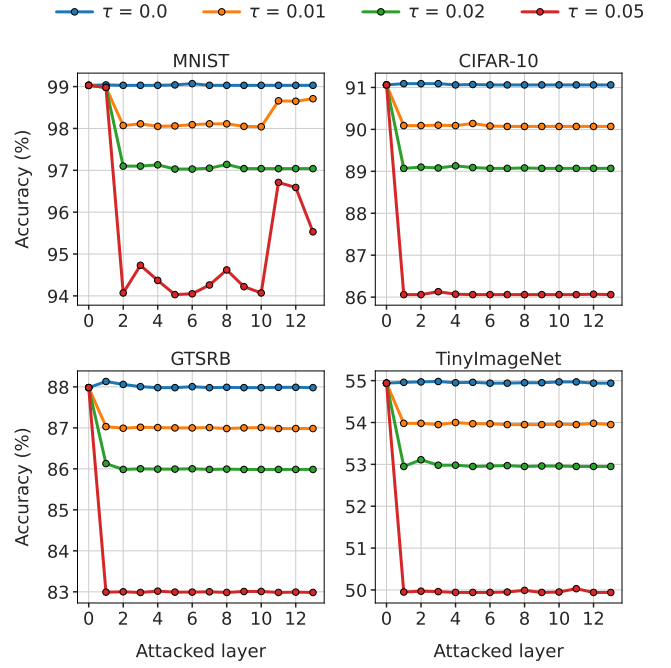 τ = 0.0 τ = 0.01 τ = 0.02 τ = 0.05
MNIST
99
98
97
96
95
94
0 2 4 6 8 10 12
Accuracy (%)
CIFAR-10
91
90
89
88
87
86
0 2 4 6 8 10 12
GTSRB
88
87
86
85
84
83
0 2 4 6 8 10 12
Accuracy (%)
Attacked layer
TinyImageNet
55
54
53
52
51
50
0 2 4 6 8 10 12
Attacked layer